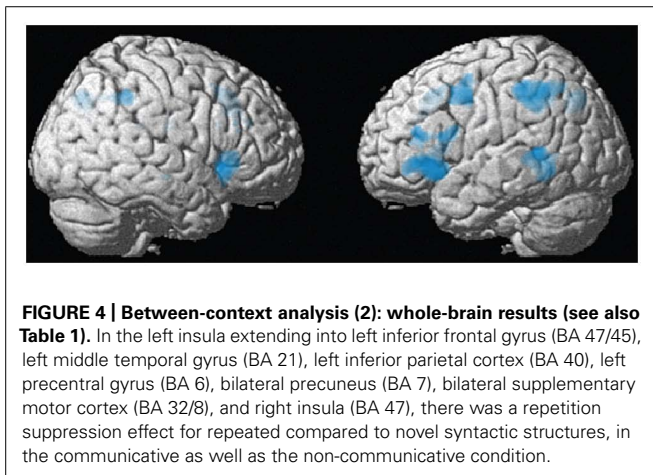 FIGURE 4 | Between-context analysis (2): whole-brain results (see also
Table 1). In the left insula extending into left inferior frontal gyrus (BA 47/45),
left middle temporal gyrus (BA 21), left inferior parietal cortex (BA 40), left
precentral gyrus (BA 6), bilateral precuneus (BA 7), bilateral supplementary
motor cortex (BA 32/8), and right insula (BA 47), there was a repetition
suppression effect for repeated compared to novel syntactic structures, in
the communicative as well as the non-communicative condition.